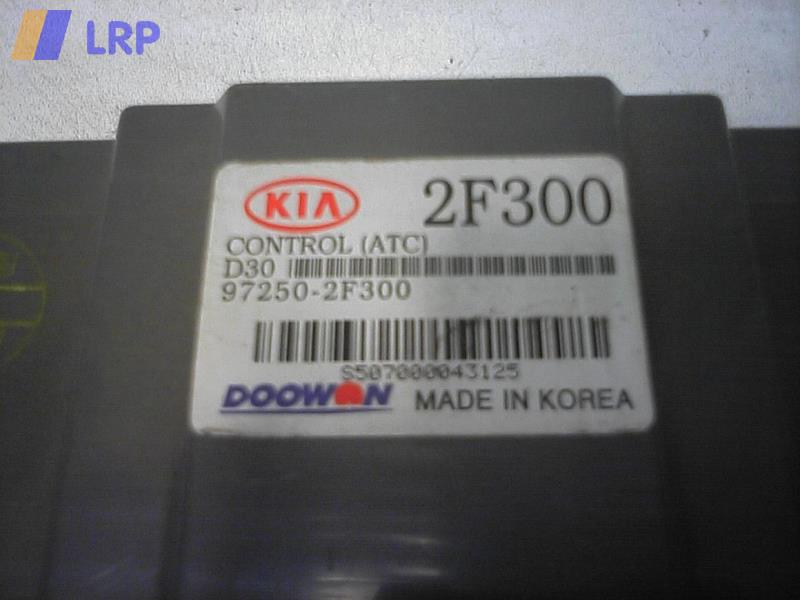 LRP
KIA 2F300
CONTROL (ATC)
D30
97250-2F300
S507000043125
DOOWON MADE IN KOREA